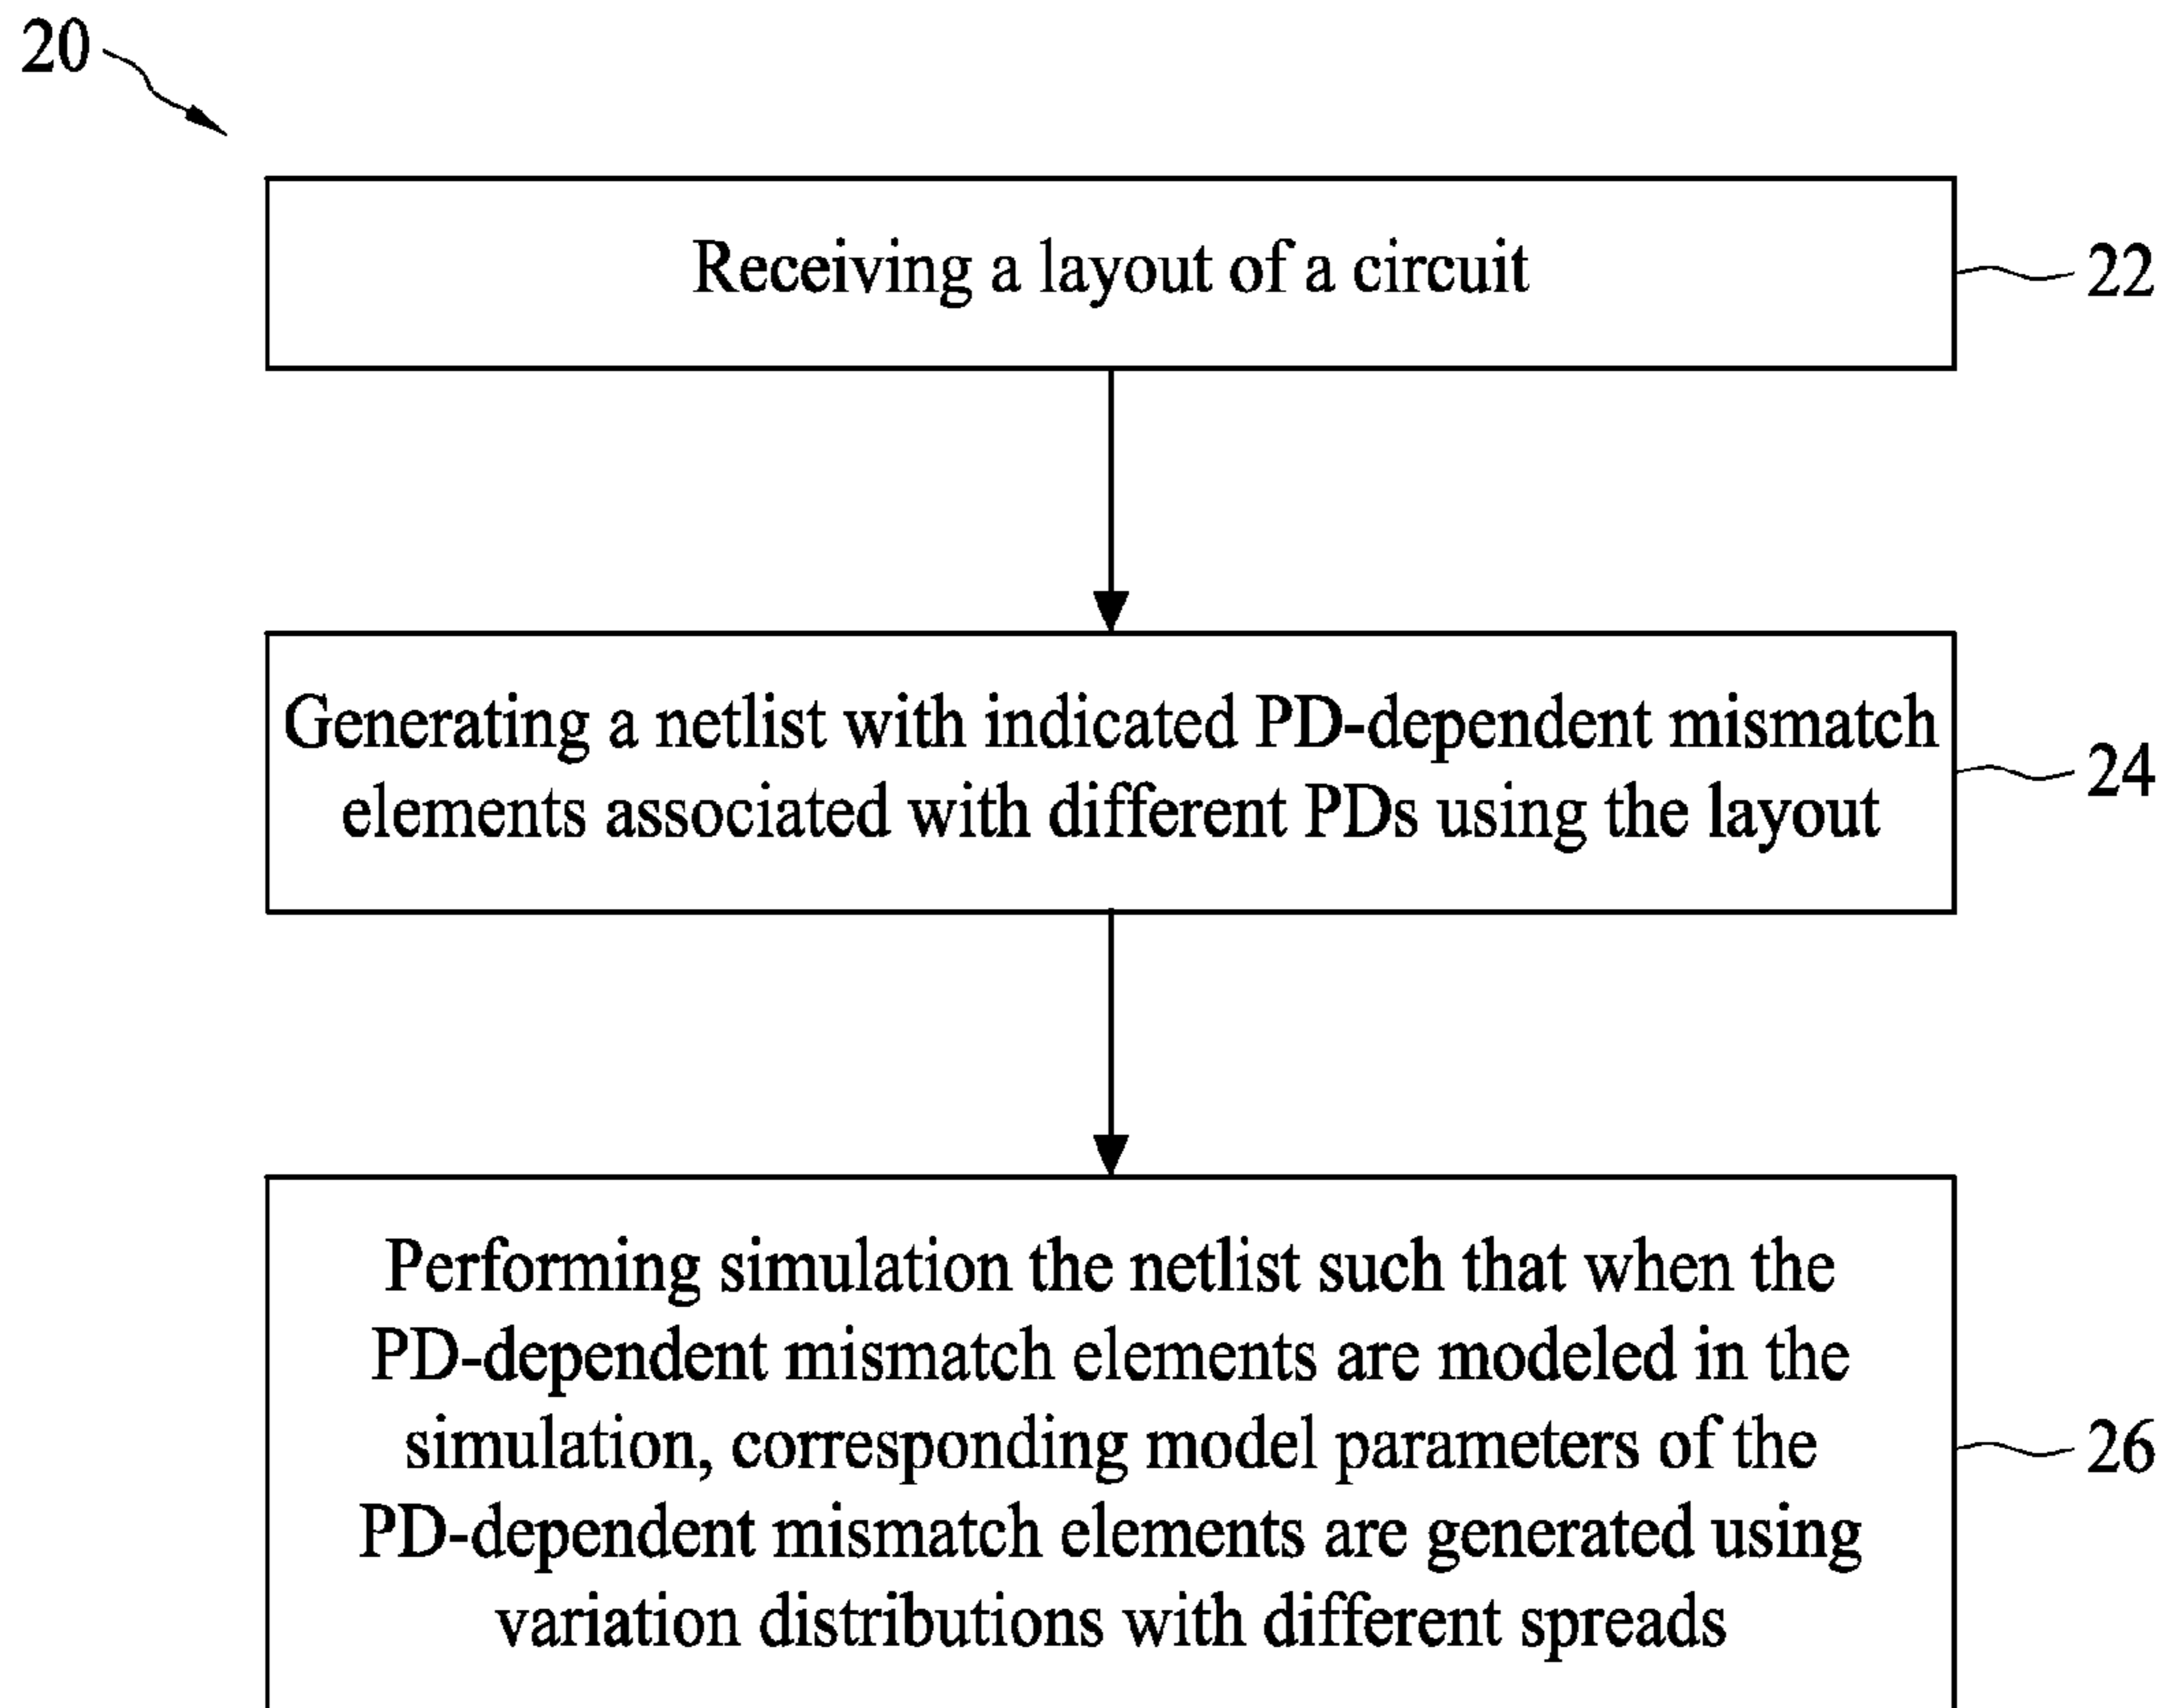 20
Receiving a layout of a circuit
22
Generating a netlist with indicated PD-dependent mismatch
elements associated with different PDs using the layout
24
Performing simulation the netlist such that when the
PD-dependent mismatch elements are modeled in the
simulation, corresponding model parameters of the
PD-dependent mismatch elements are generated using
variation distributions with different spreads
26